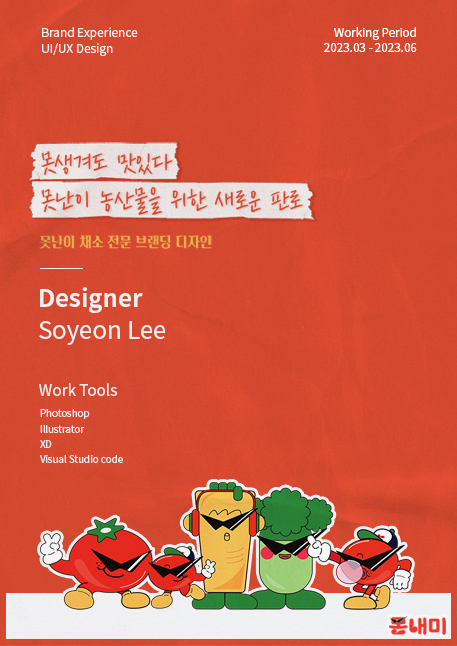 Brand Experience
UI/UX Design
Working Period
2023.03 - 2023.06
못생겨도 맛있다
못난이 농산물을 위한 새로운 판로
못난이 채소 전문 브랜딩 디자인
Designer
Soyeon Lee
Work Tools
Photoshop
Illustrator
XD
Visual Studio code
몬내미